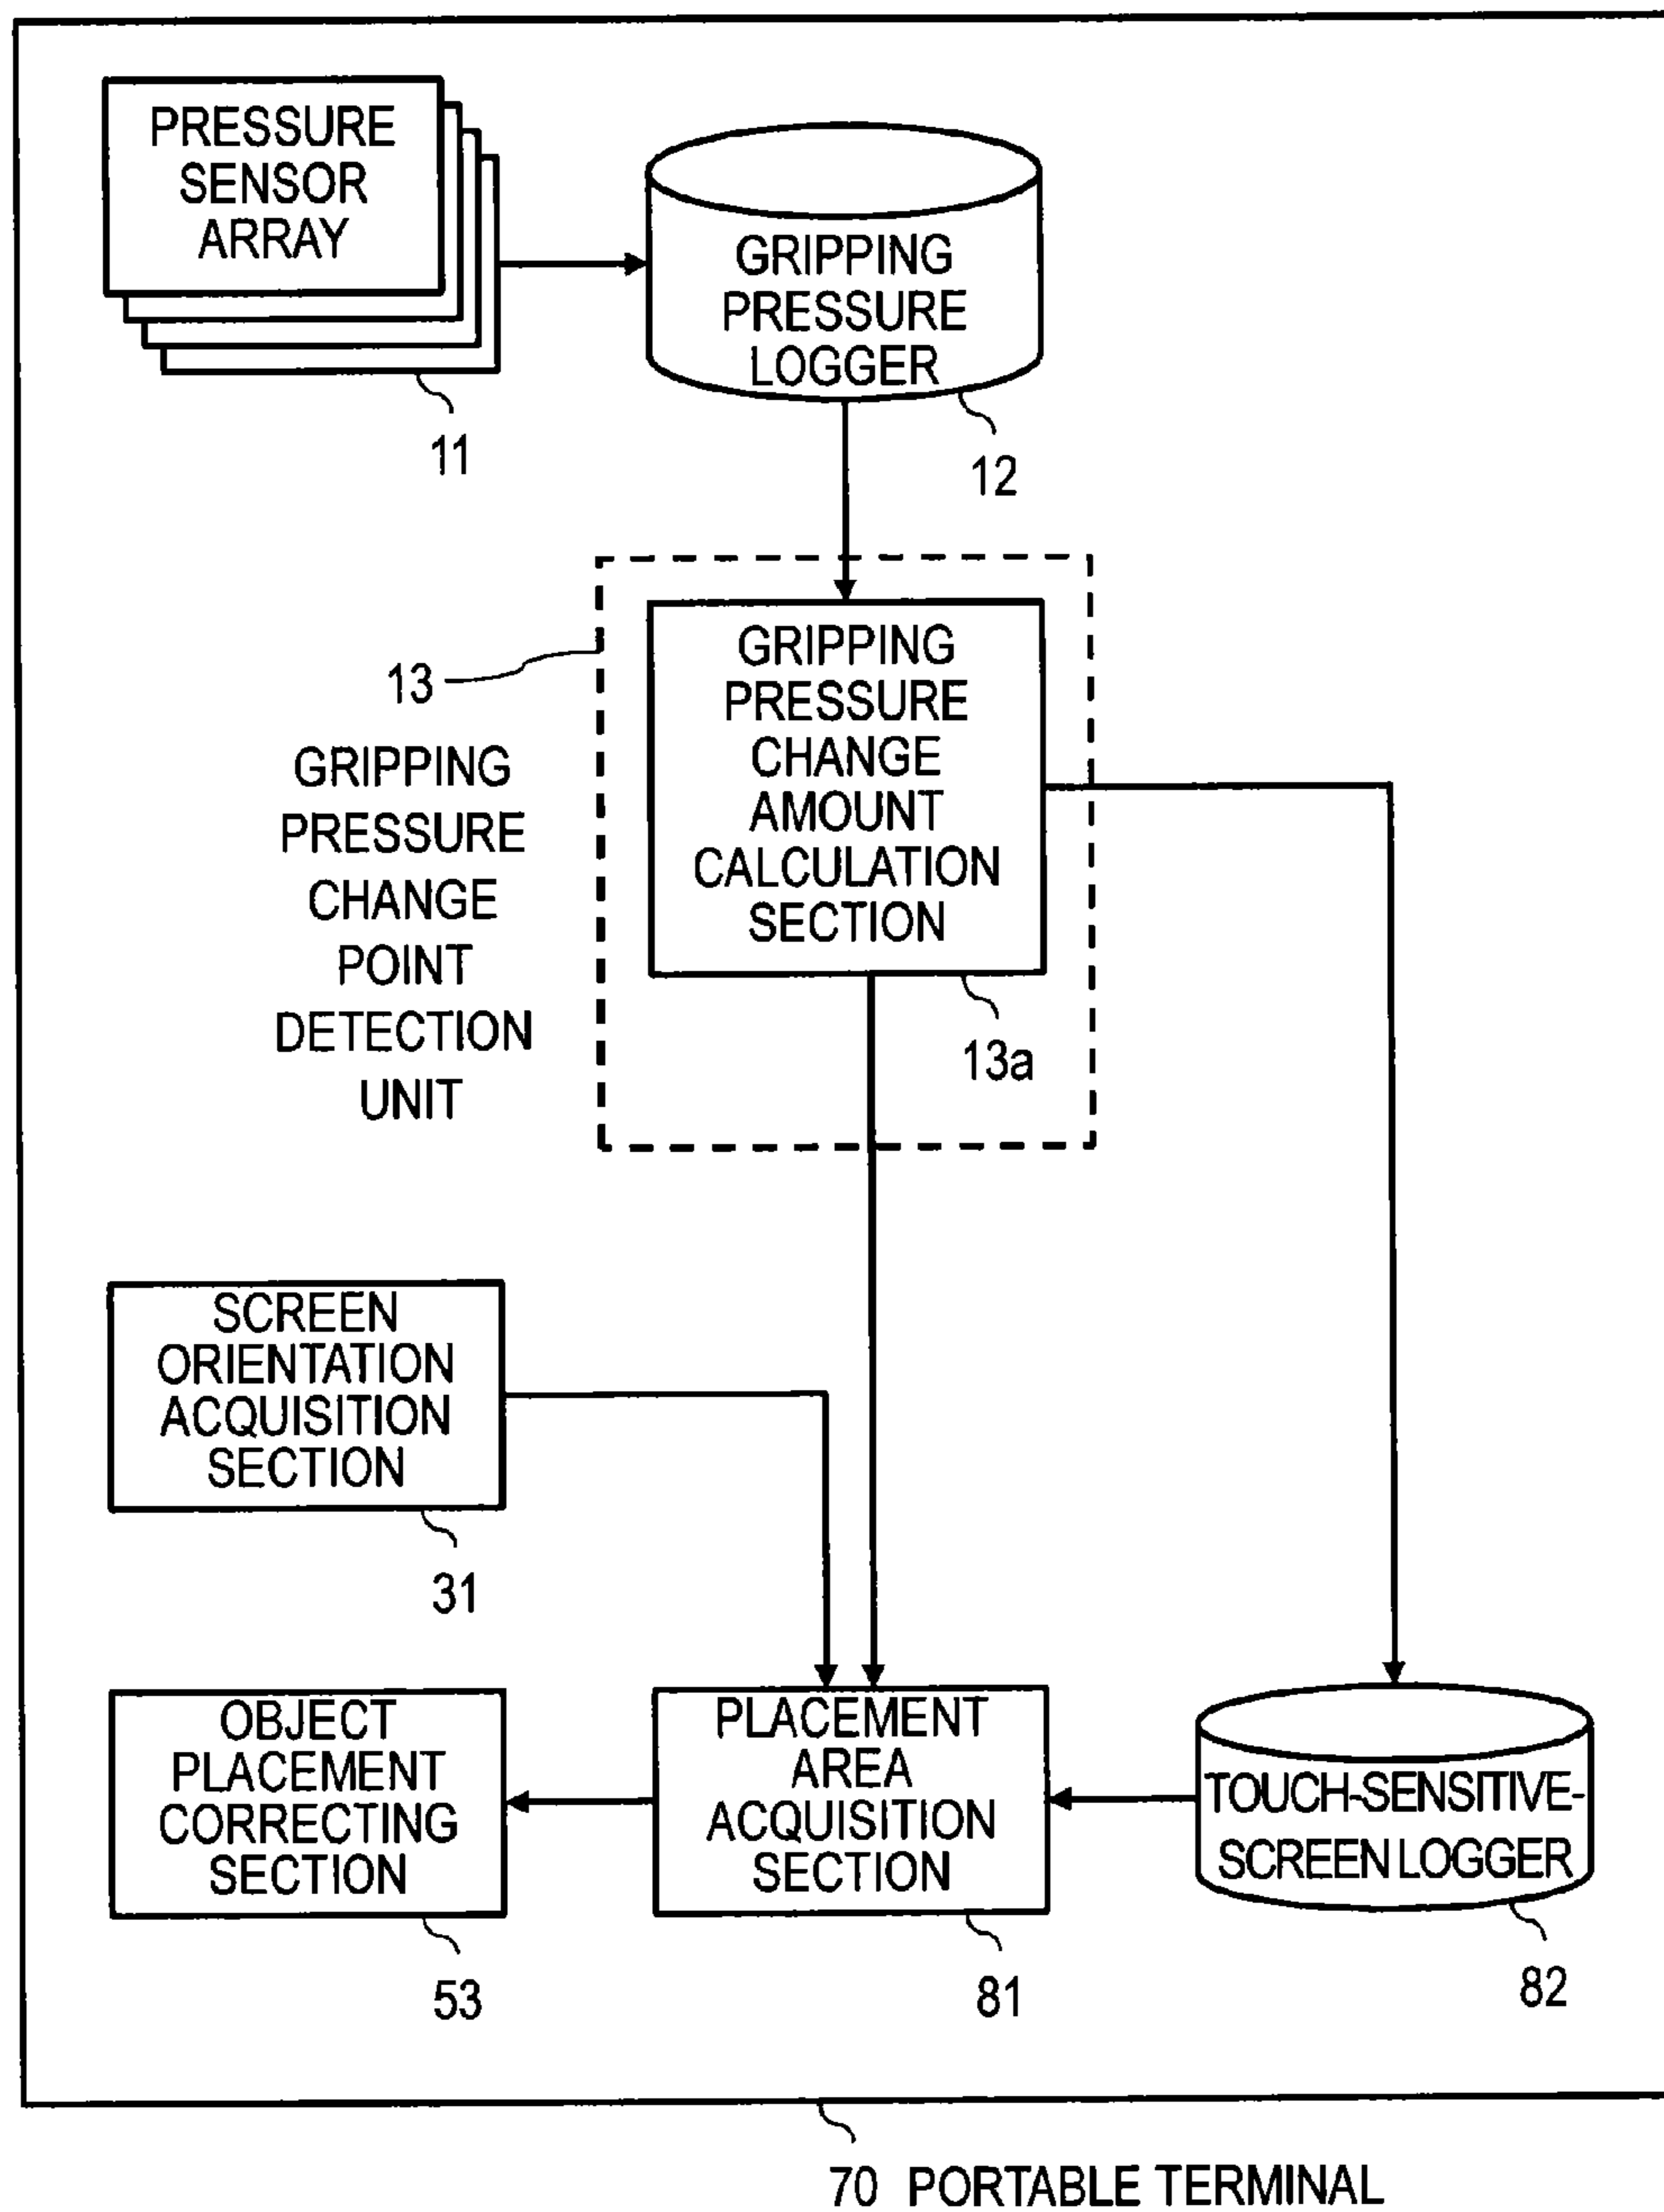 PRESSURE
SENSOR
ARRAY
11
GRIPPING
PRESSURE
LOGGER
12
13
GRIPPING
PRESSURE
CHANGE
POINT
DETECTION
UNIT
GRIPPING
PRESSURE
CHANGE
AMOUNT
CALCULATION
SECTION
13a
SCREEN
ORIENTATION
ACQUISITION
SECTION
31
OBJECT
PLACEMENT
CORRECTING
SECTION
53
PLACEMENT
AREA
ACQUISITION
SECTION
81
TOUCH-SENSITIVE-
SCREEN LOGGER
82
70 PORTABLE TERMINAL